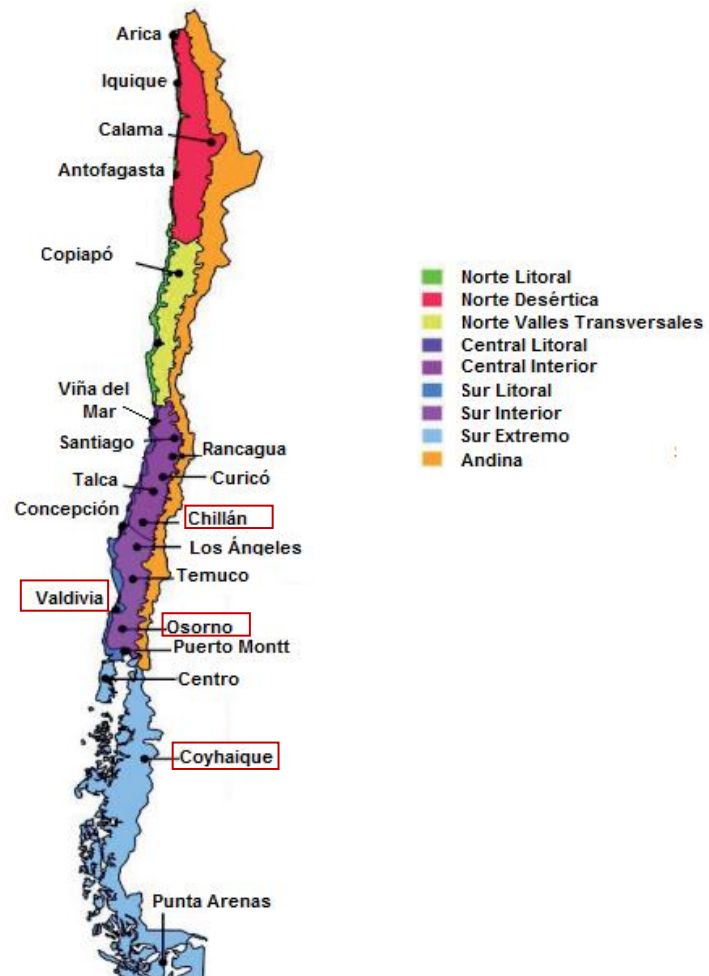 Arica
Iquique
Calama
Antofagasta
Copiapó
Viña del
Mar
Santiago
Rancagua
Talca
Curicó
Concepción
Chillán
Los Ángeles
Temuco
Valdivia
Osorno
Puerto Montt
Centro
Coyhaique
Punta Arenas
Norte Litoral
Norte Desértica
Norte Valles Transversales
Central Litoral
Central Interior
Sur Litoral
Sur Interior
Sur Extremo
Andina